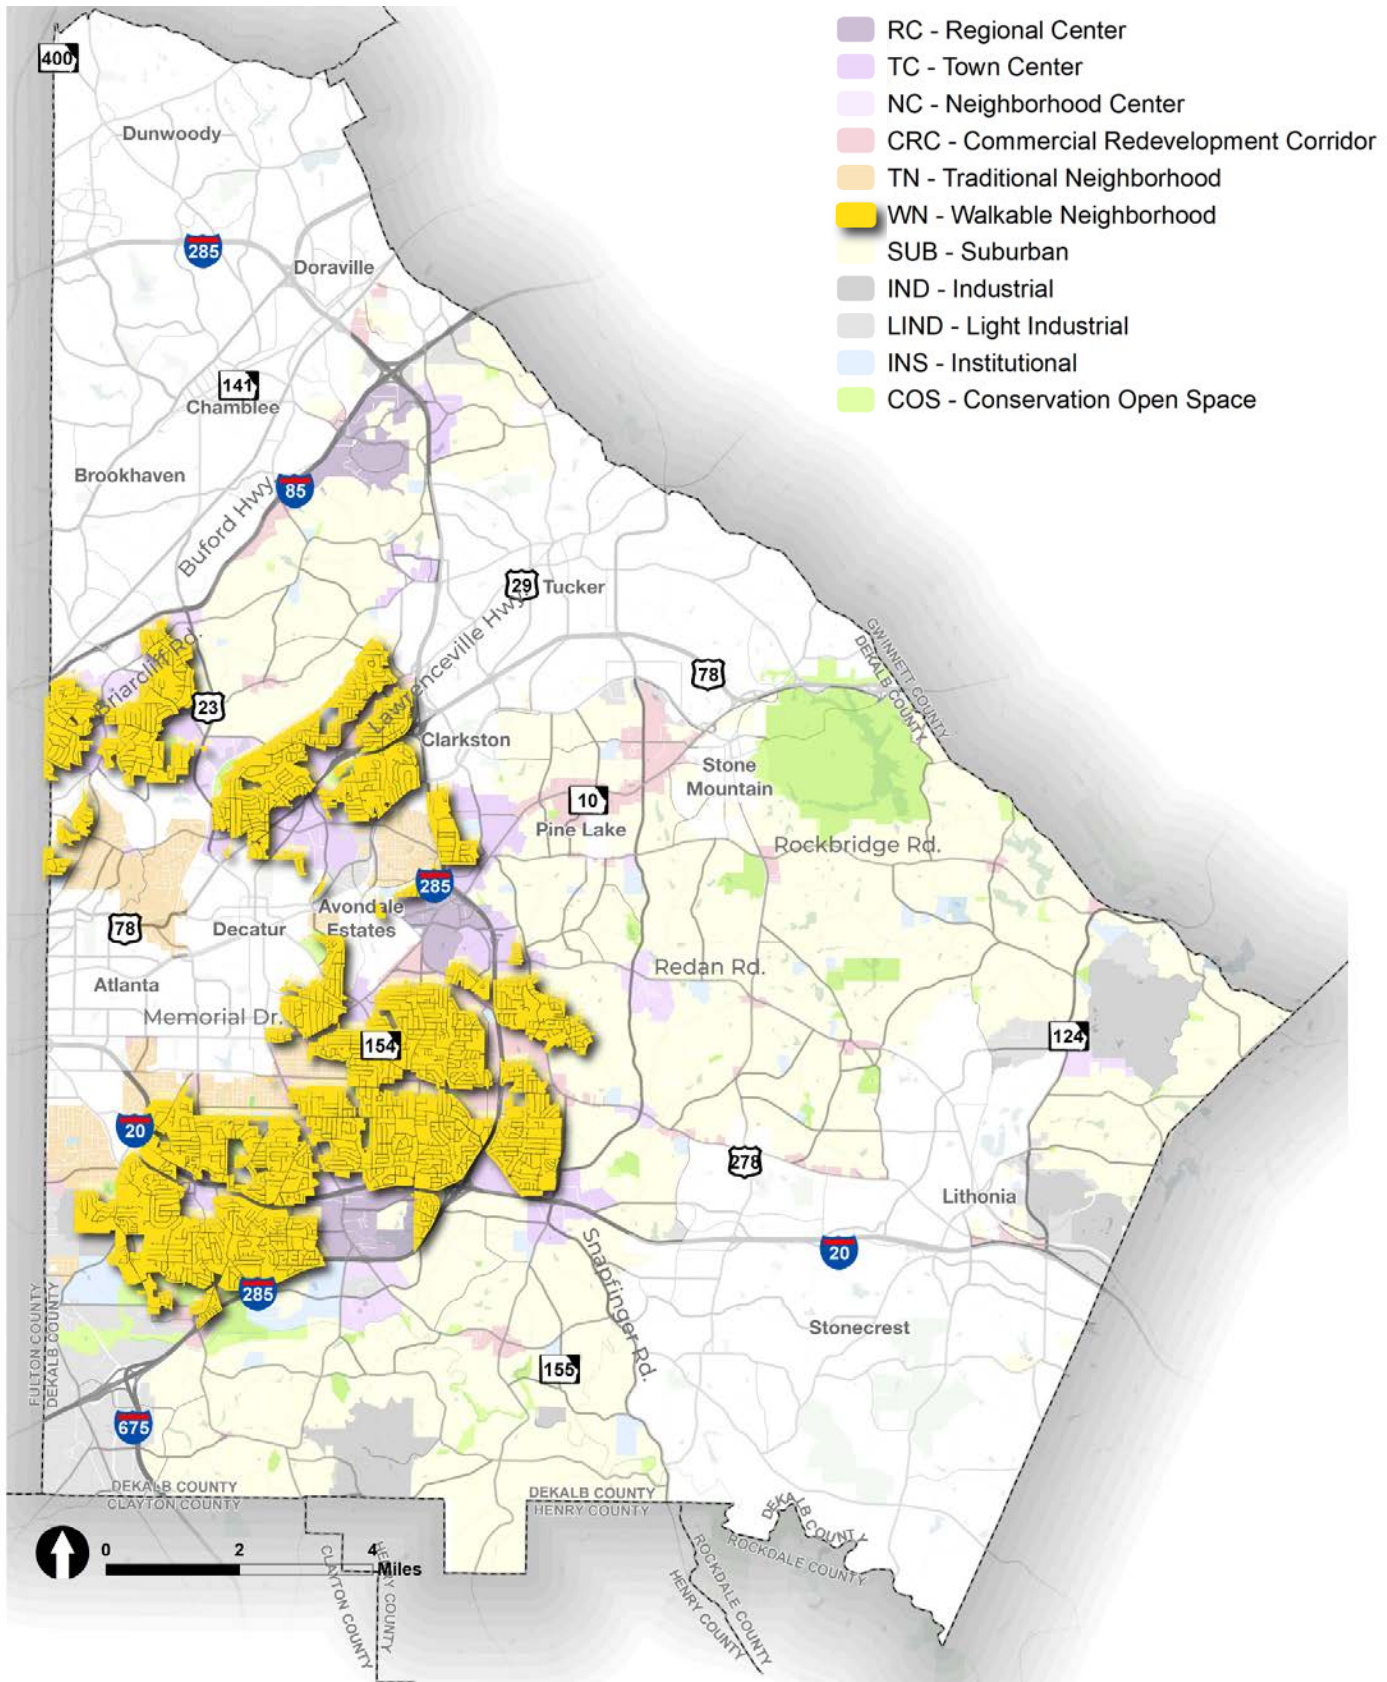 RC - Regional Center
TC - Town Center
NC - Neighborhood Center
CRC - Commercial Redevelopment Corridor
TN - Traditional Neighborhood
WN - Walkable Neighborhood
SUB - Suburban
IND - Industrial
LIND - Light Industrial
INS - Institutional
COS - Conservation Open Space
400
Dunwoody
285
Doraville
141
Chamblee
Brookhaven
85
Buford Hwy.
29
Tucker
Lawrenceville Hwy.
Briarcliff Rd.
23
78
GWINNETT COUNTY
DEKALB COUNTY
Clarkston
Stone
Mountain
10
Pine Lake
Rockbridge Rd.
285
Avondale
Estates
78
Decatur
Redan Rd.
Atlanta
Memorial Dr.
154
124
20
278
Lithonia
Snapfinger Rd.
20
285
Stonecrest
FULTON COUNTY
DEKALB COUNTY
155
675
DEKALB COUNTY
CLAYTON COUNTY
DEKALB COUNTY
HENRY COUNTY
DEKALB COUNTY
ROCKDALE COUNTY
0 2 4
Miles
CLAYTON COUNTY
HENRY COUNTY
ROCKDALE COUNTY
HENRY COUNTY